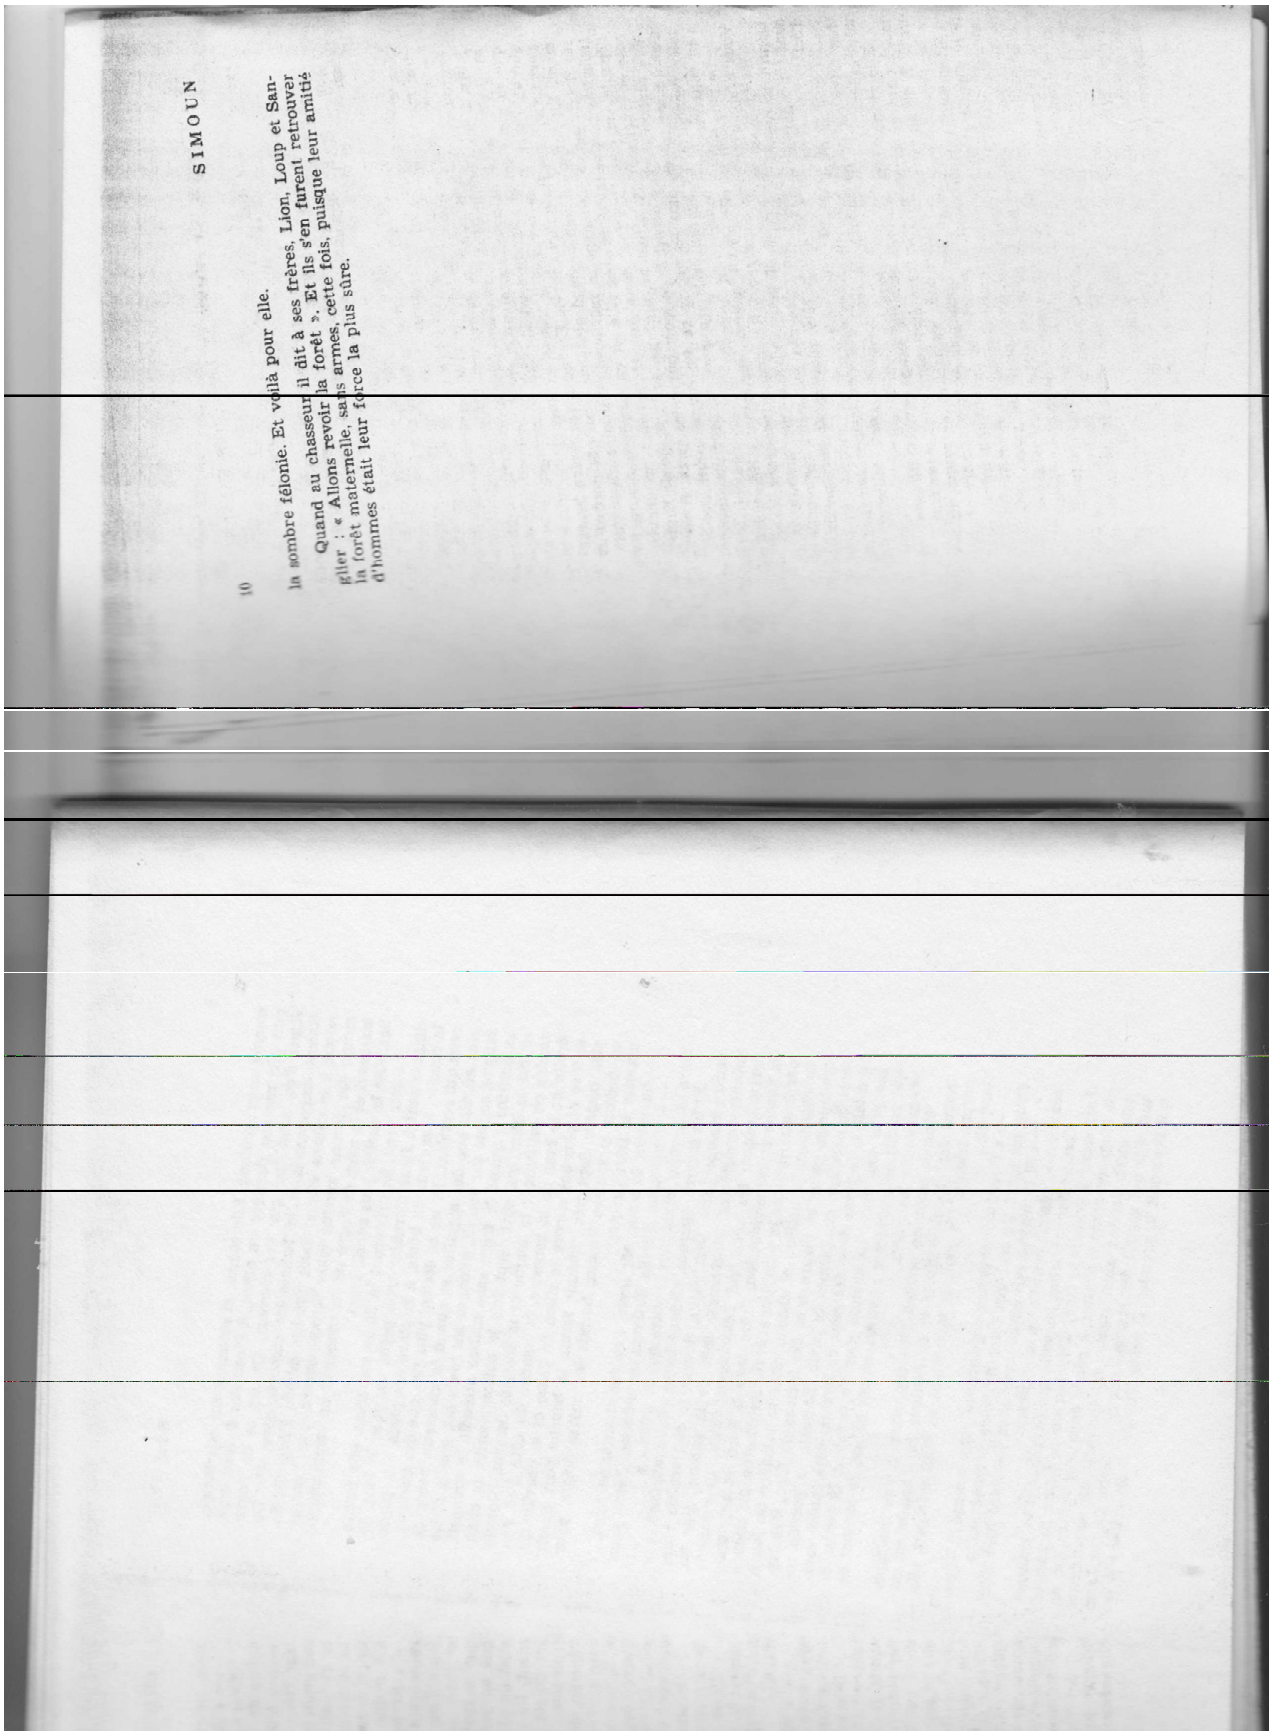 10
SIMOUN
la sombre félonie. Et voilà pour elle.
Quand au chasseur il dit à ses frères, Lion, Loup et San-
glier : « Allons revoir la forêt ». Et ils s'en furent retrouver
la forêt maternelle, sans armes, cette fois, puisque leur amitié
d'hommes était leur force la plus sûre.